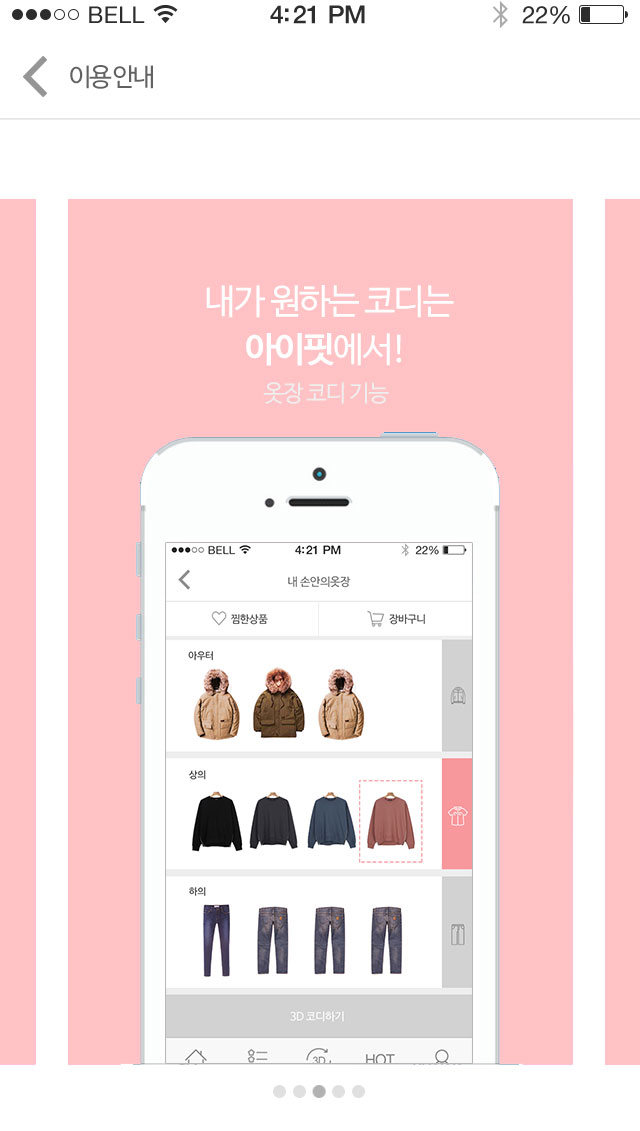 BELL 4:21 PM 22%
이용안내
내가 원하는 코디는
아이핏에서!
옷장 코디 기능
BELL 4:21 PM 22%
내 손안의옷장
찜한상품 장바구니
아우터
상의
하의
3D 코디하기
3D HOT